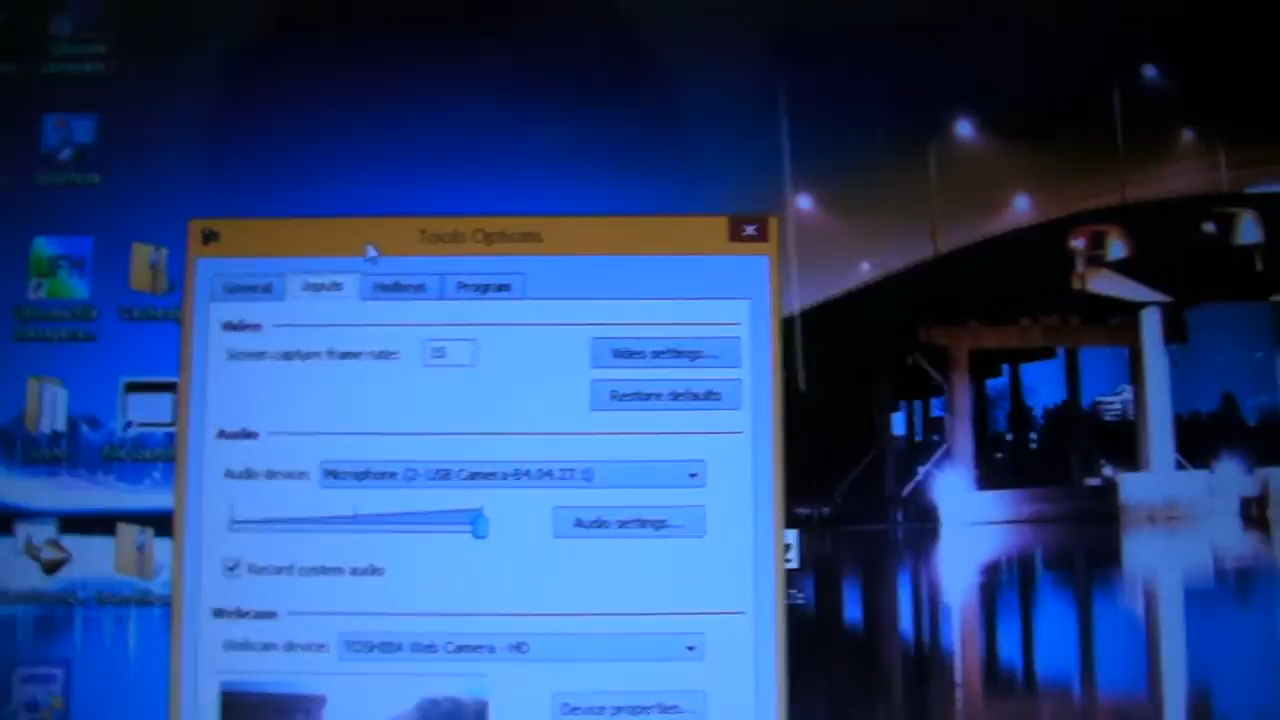 Tools Options
General Inputs Hotkeys Program
Video
Screen capture frame rate: 15 Video settings...
Restore defaults
Audio
Audio device: Microphone (2- USB Camera-B4.04.27.1)
Audio settings...
Record system audio
Webcam
Webcam device: TOSHIBA Web Camera - HD
Device properties...